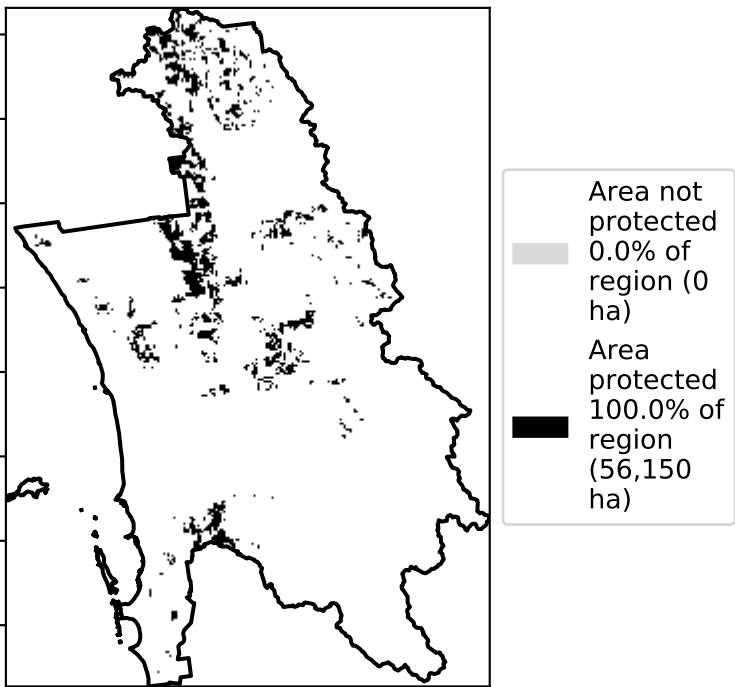 Area not
protected
0.0% of
region (0
ha)
Area
protected
100.0% of
region
(56,150
ha)